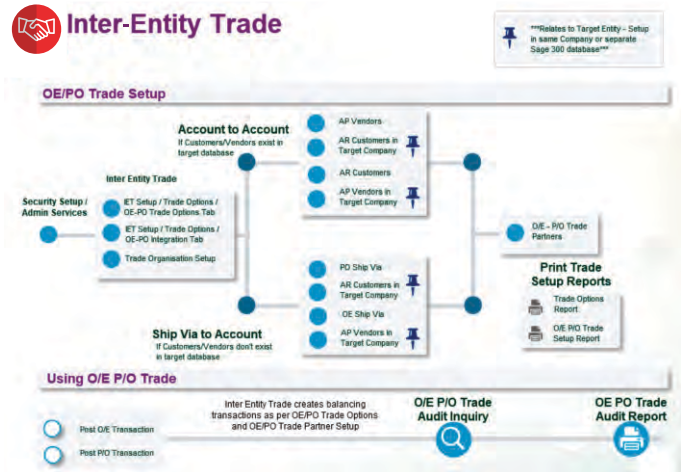 Inter-Entity Trade
***Relates to Target Entity - Setup
in same Company or separate
Sage 300 database***
OE/PO Trade Setup
Account to Account
If Customers/Vendors exist in
target database
AP Vendors
AR Customers in
Target Company
AR Customers
AP Vendors in
Target Company
Inter Entity Trade
Security Setup /
Admin Services
IET Setup / Trade Options /
OE-PO Trade Options Tab
IET Setup / Trade Options /
OE-PO Integration Tab
Trade Organisation Setup
O/E - P/O Trade
Partners
PO Ship Via
AR Customers in
Target Company
OE Ship Via
AP Vendors in
Target Company
Print Trade
Setup Reports
Trade Options
Report
O/E P/O Trade
Setup Report
Ship Via to Account
If Customers/Vendors don't exist
in target database
Using O/E P/O Trade
Post O/E Transaction
Post P/O Transaction
Inter Entity Trade creates balancing
transactions as per OE/PO Trade Options
and OE/PO Trade Partner Setup
O/E P/O Trade
Audit Inquiry
OE PO Trade
Audit Report